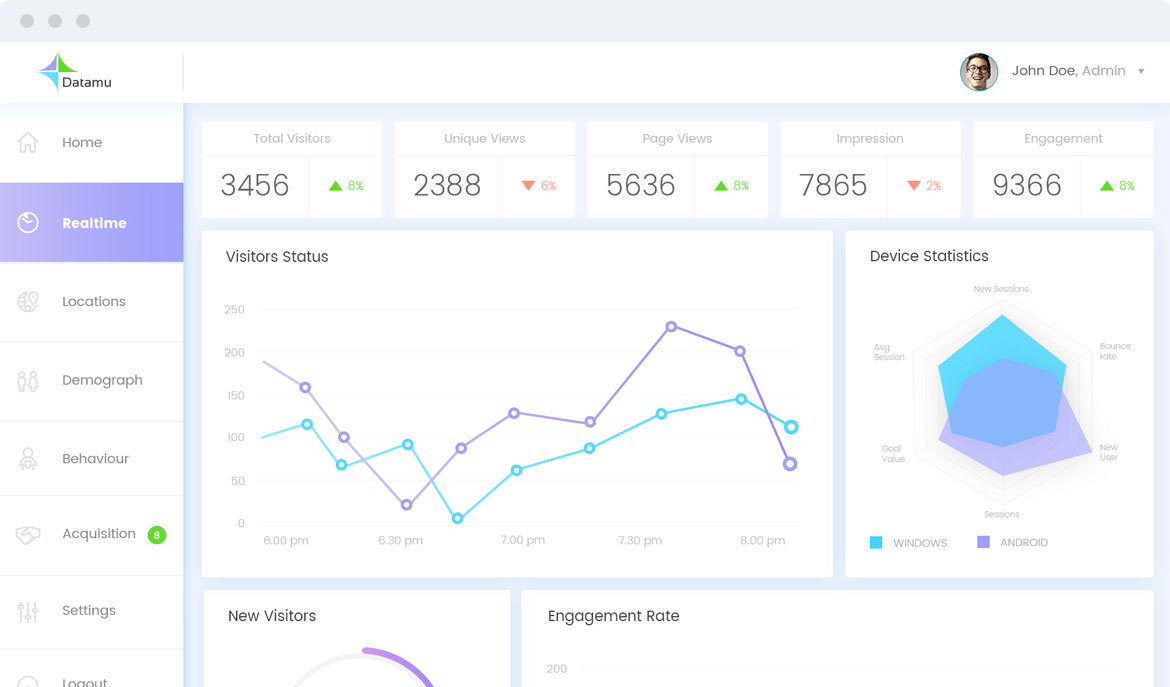 Datamu
John Doe, Admin
Home
Realtime
Locations
Demograph
Behaviour
Acquisition 8
Settings
Logout
Total Visitors
3456 8%
Unique Views
2388 6%
Page Views
5636 8%
Impression
7865 2%
Engagement
9366 8%
Visitors Status
250
200
150
100
50
0
6.00 pm 6.30 pm 7.00 pm 7.30 pm 8.00 pm
Device Statistics
New Sessions
Avg.
Session
Bounce
rate
Goal
Value
New
User
Sessions
WINDOWS ANDROID
New Visitors
Engagement Rate
200